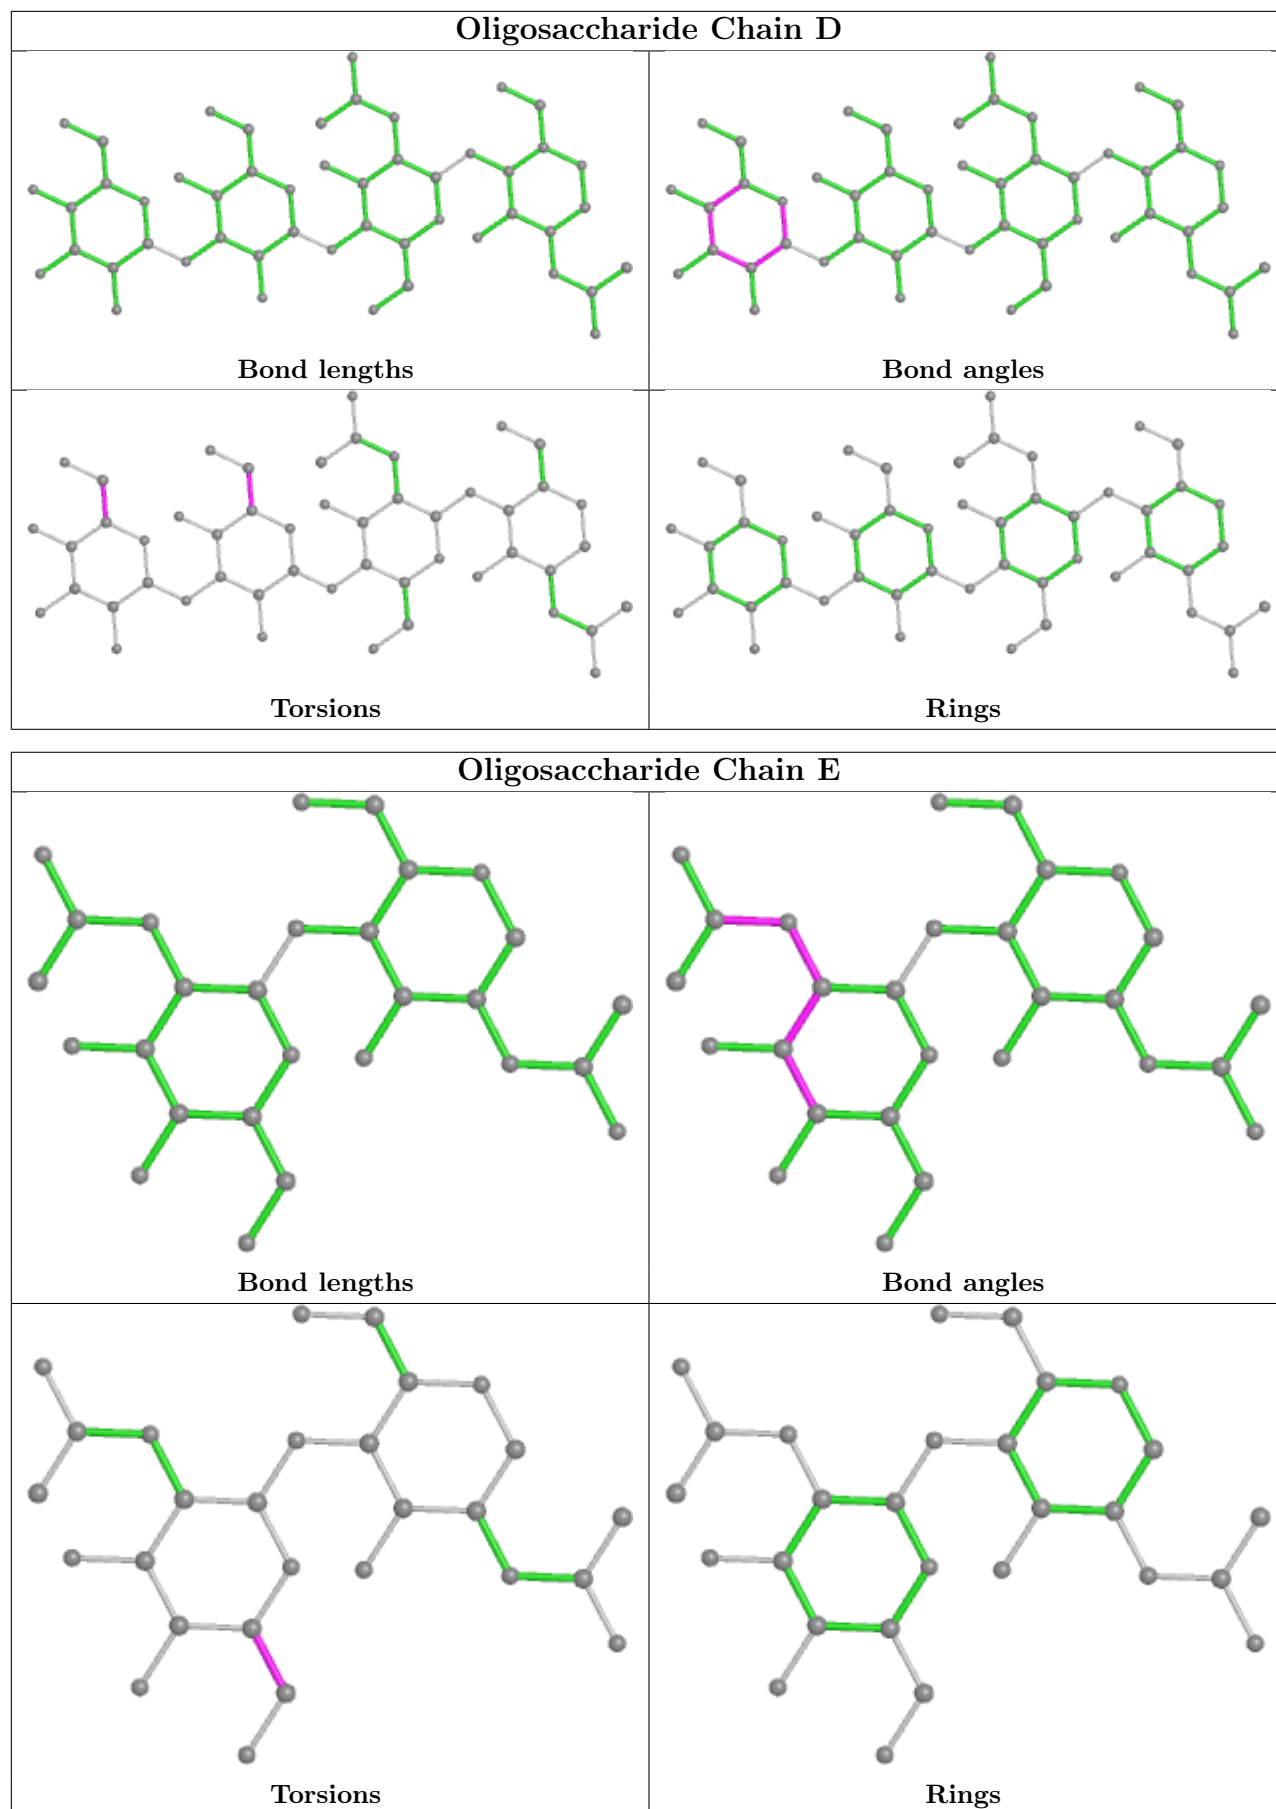 Oligosaccharide Chain D
Bond lengths
Bond angles
Torsions
Rings
Oligosaccharide Chain E
Bond lengths
Bond angles
Torsions
Rings